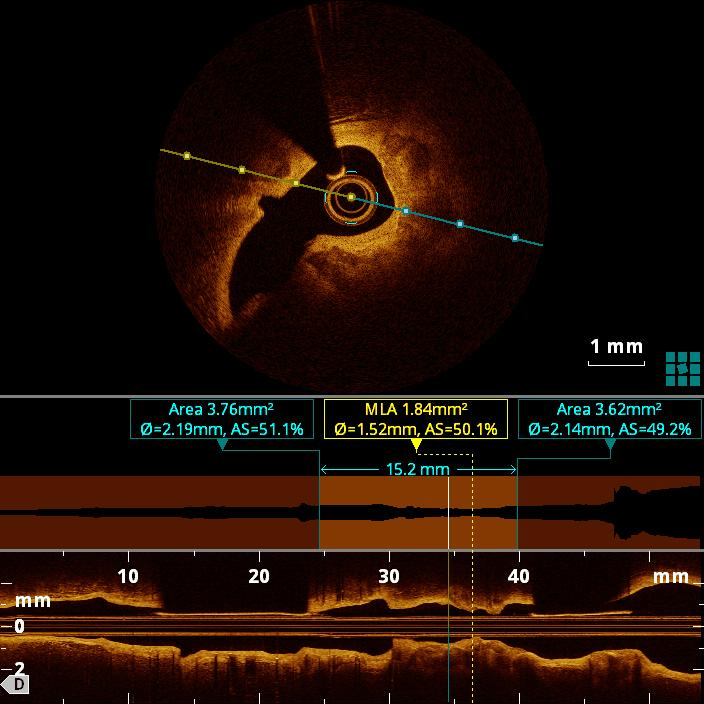 1 mm
Area 3.76mm²
Ø=2.19mm, AS=51.1%
MLA 1.84mm²
Ø=1.52mm, AS=50.1%
Area 3.62mm²
Ø=2.14mm, AS=49.2%
15.2 mm
10 20 30 40 mm
mm
0
2
D